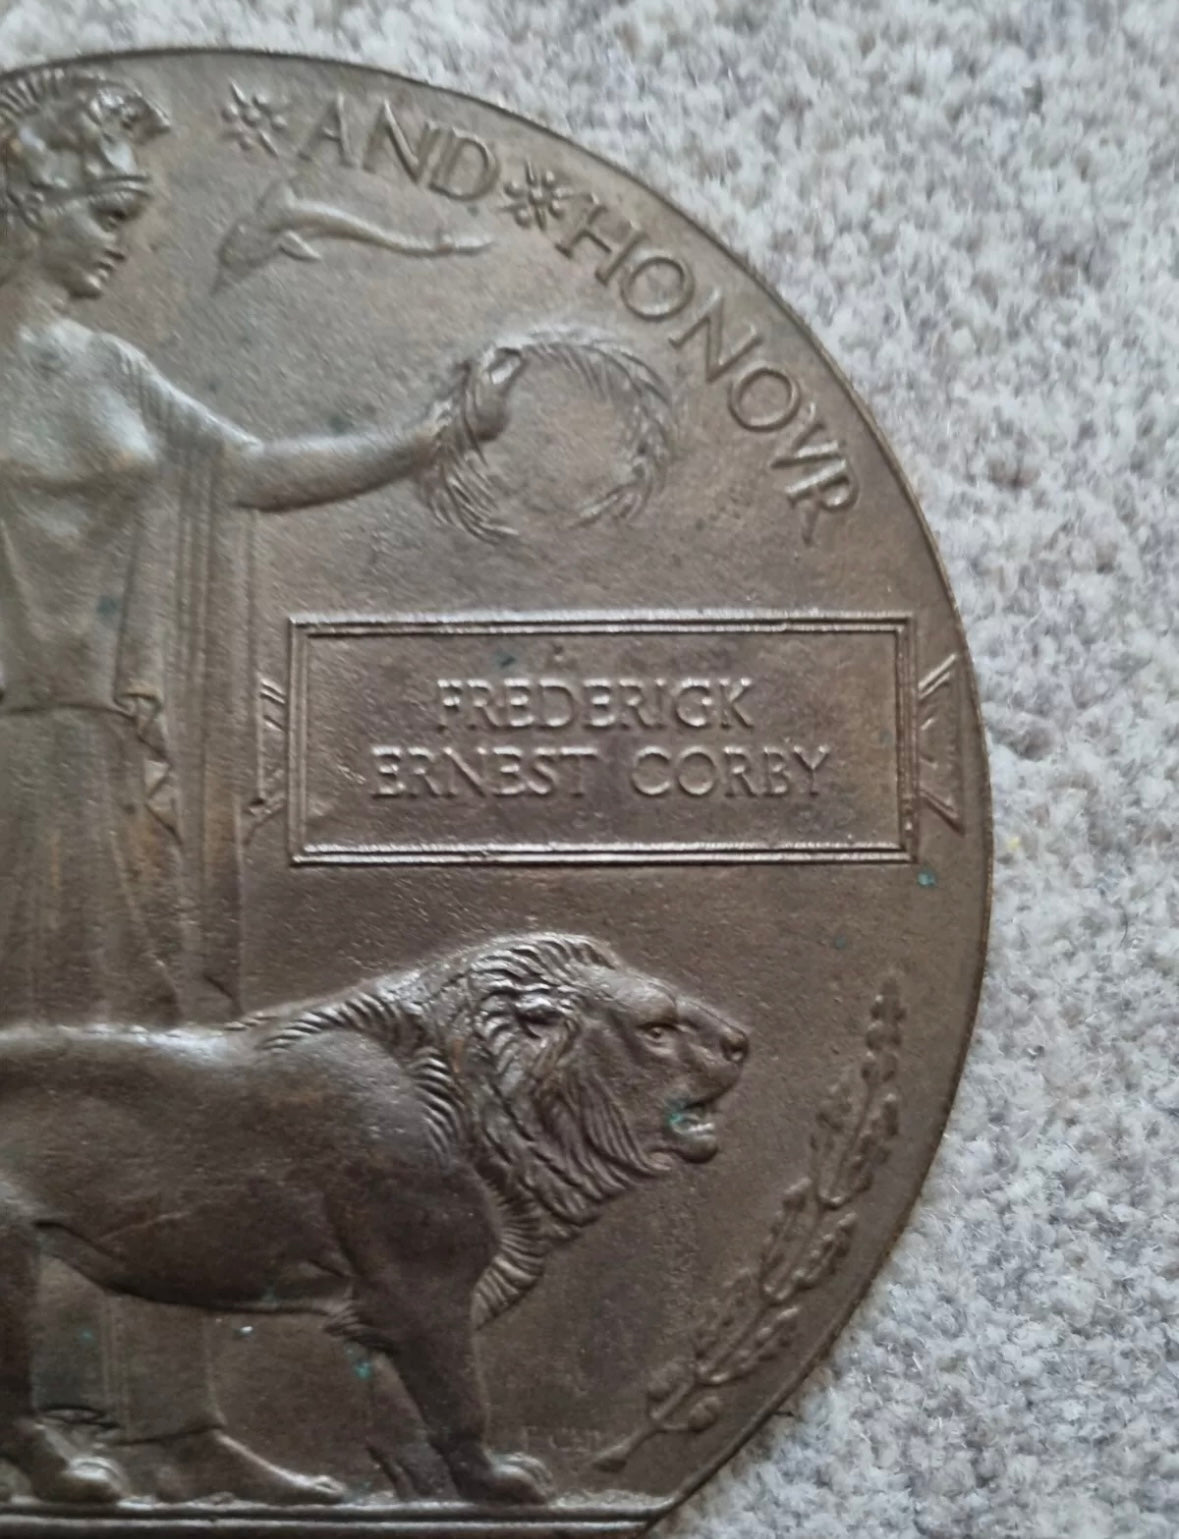 AND HONOVR
FREDERICK
ERNEST CORBY